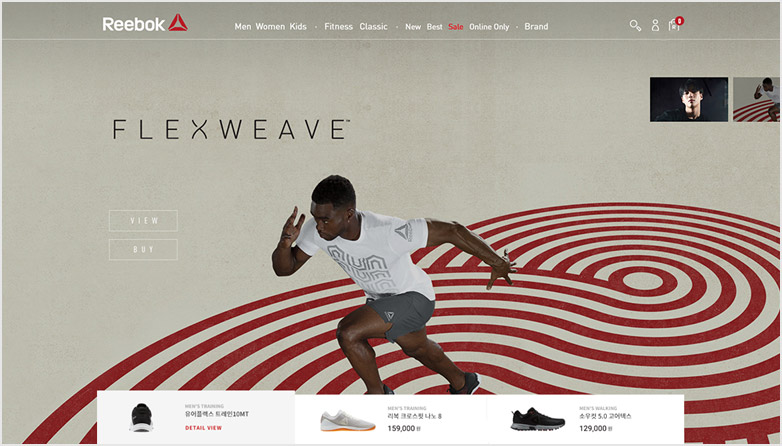 Reebok
Men Women Kids · Fitness Classic · New Best Sale Online Only · Brand
0
FLEXWEAVE™
VIEW
BUY
MEN'S TRAINING
유어플렉스 트레인10MT
DETAIL VIEW
MEN'S TRAINING
리복 크로스핏 나노 8
159,000 원
MEN'S WALKING
소우컷 5.0 고어텍스
129,000 원